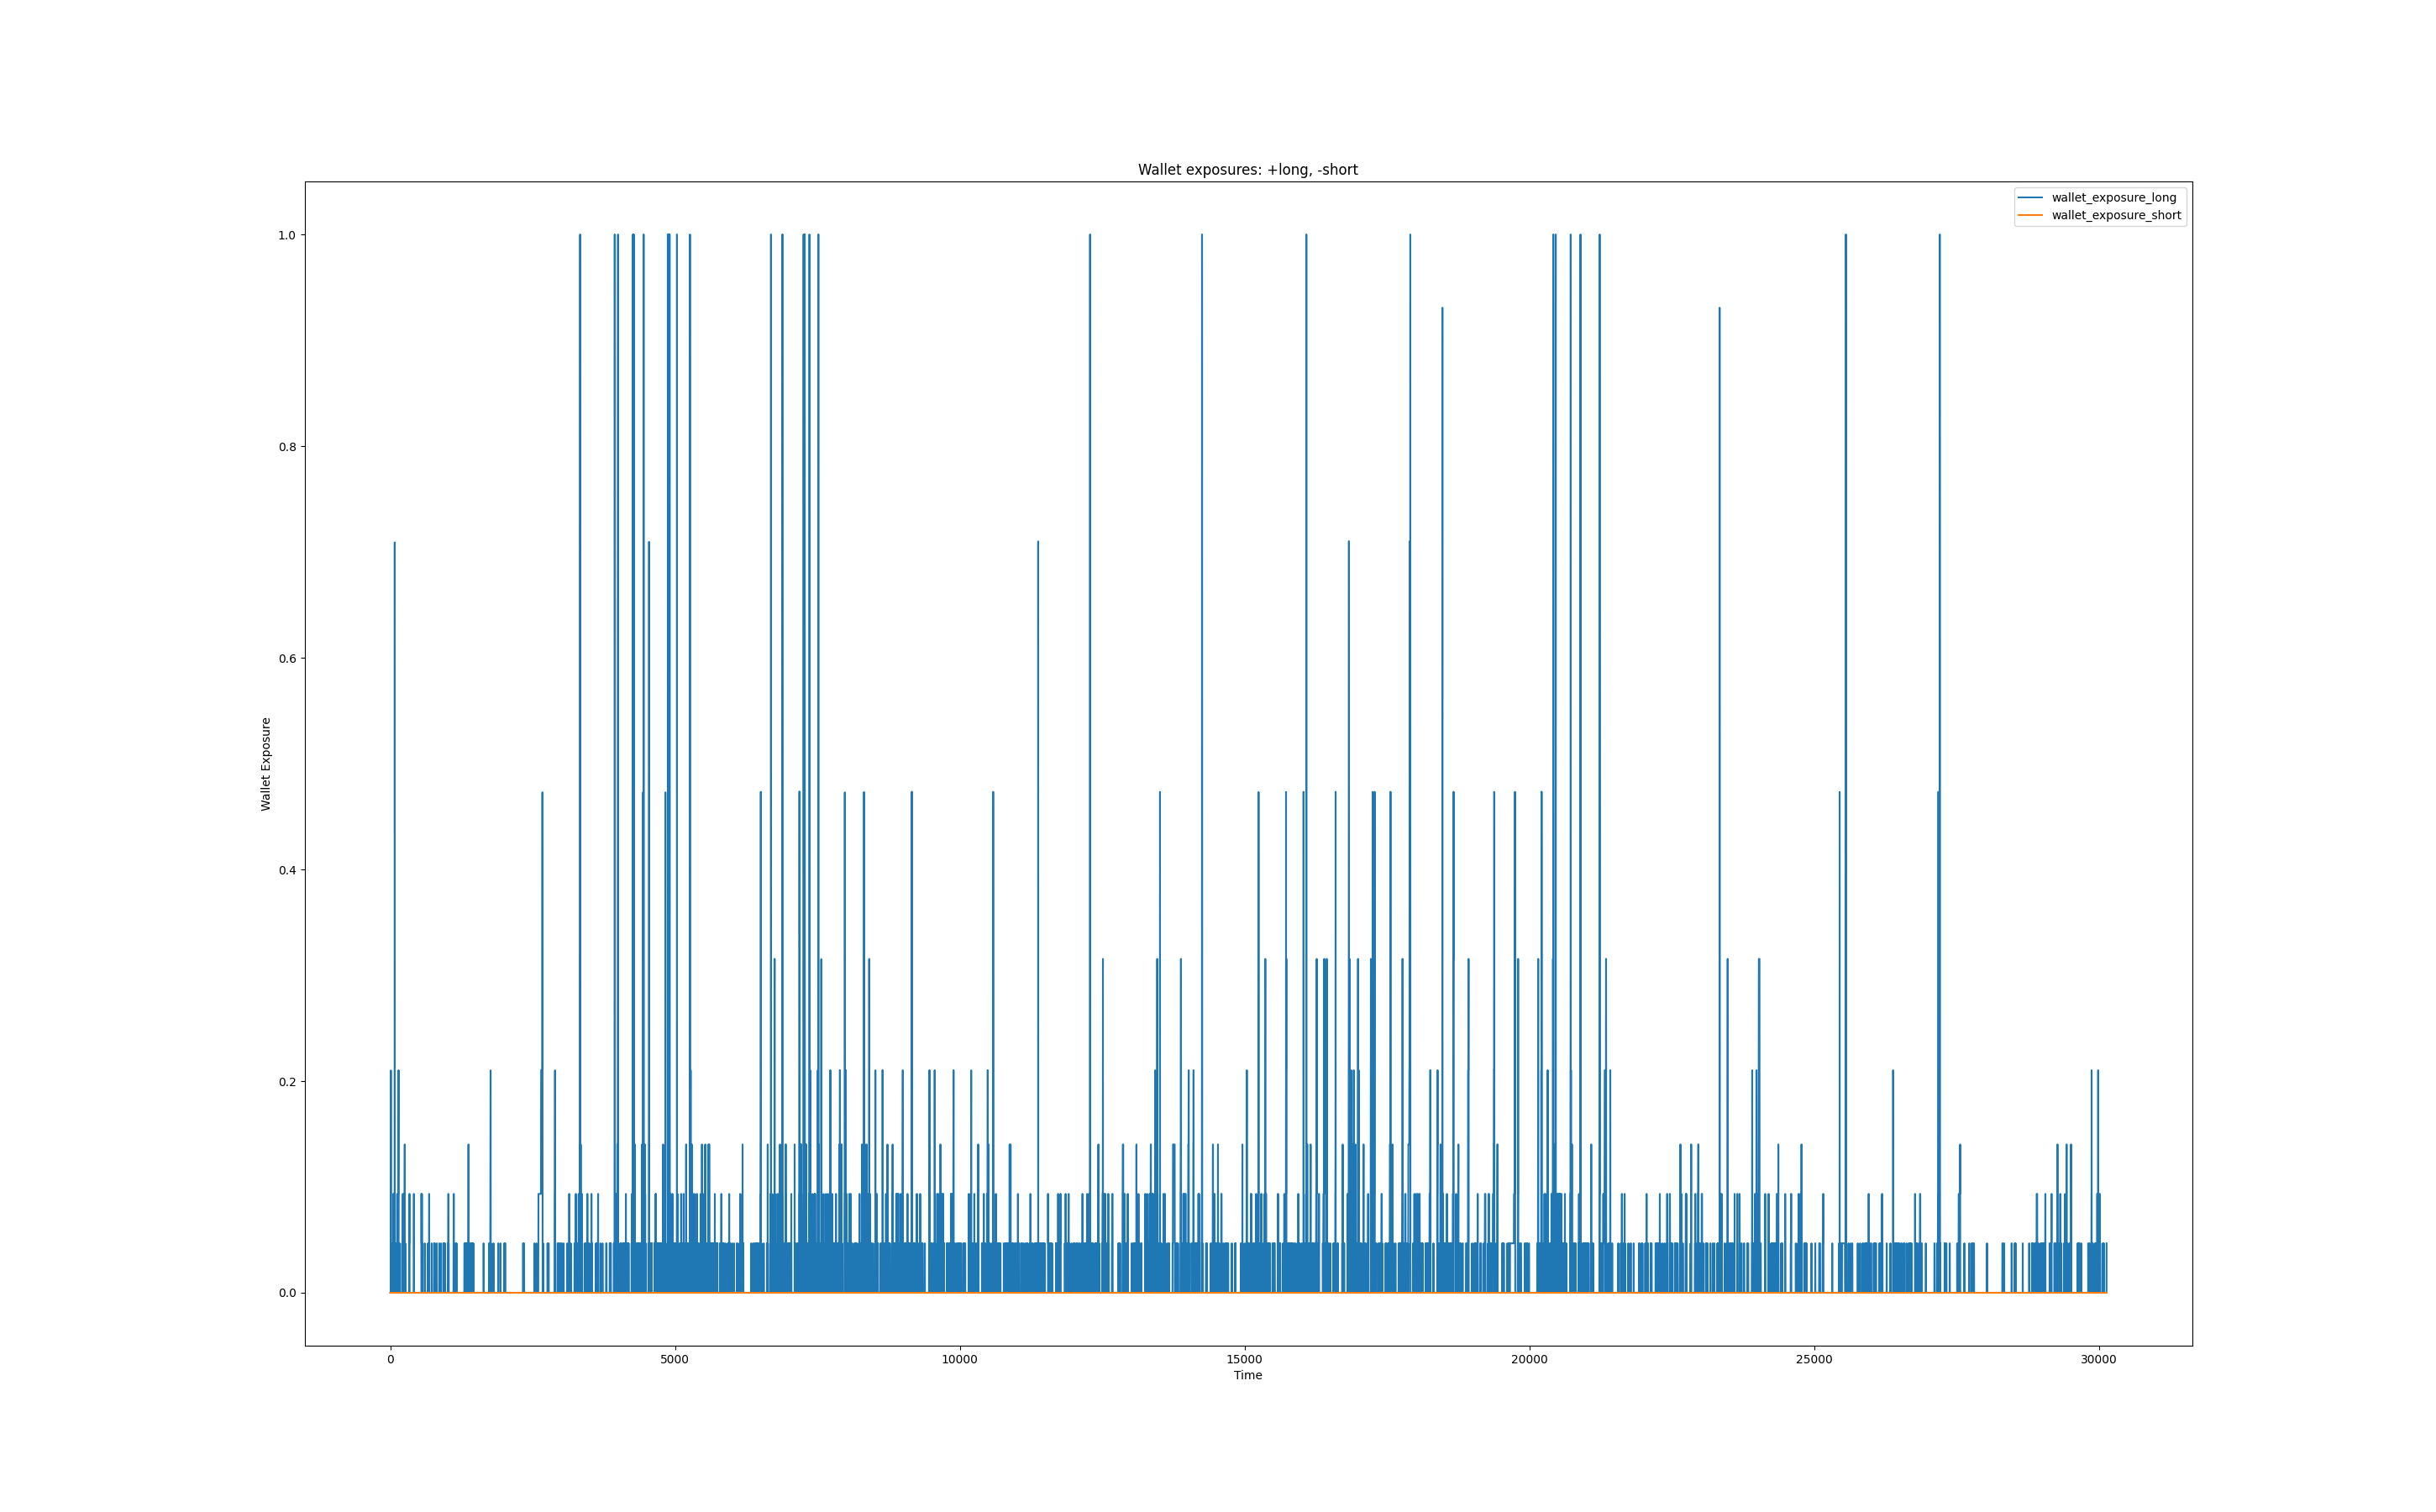 Wallet exposures: +long, -short
wallet_exposure_long
wallet_exposure_short
1.0
0.8
0.6
0.4
0.2
0.0
Wallet Exposure
0 5000 10000 15000 20000 25000 30000
Time